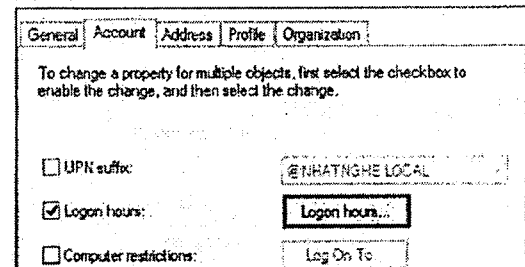 General Account Address Profile Organization
To change a property for multiple objects, first select the checkbox to
enable the change, and then select the change.
UPN suffix: @NHATNGHE LOCAL
Logon hours: Logon hours...
Computer restrictions: Log On To...